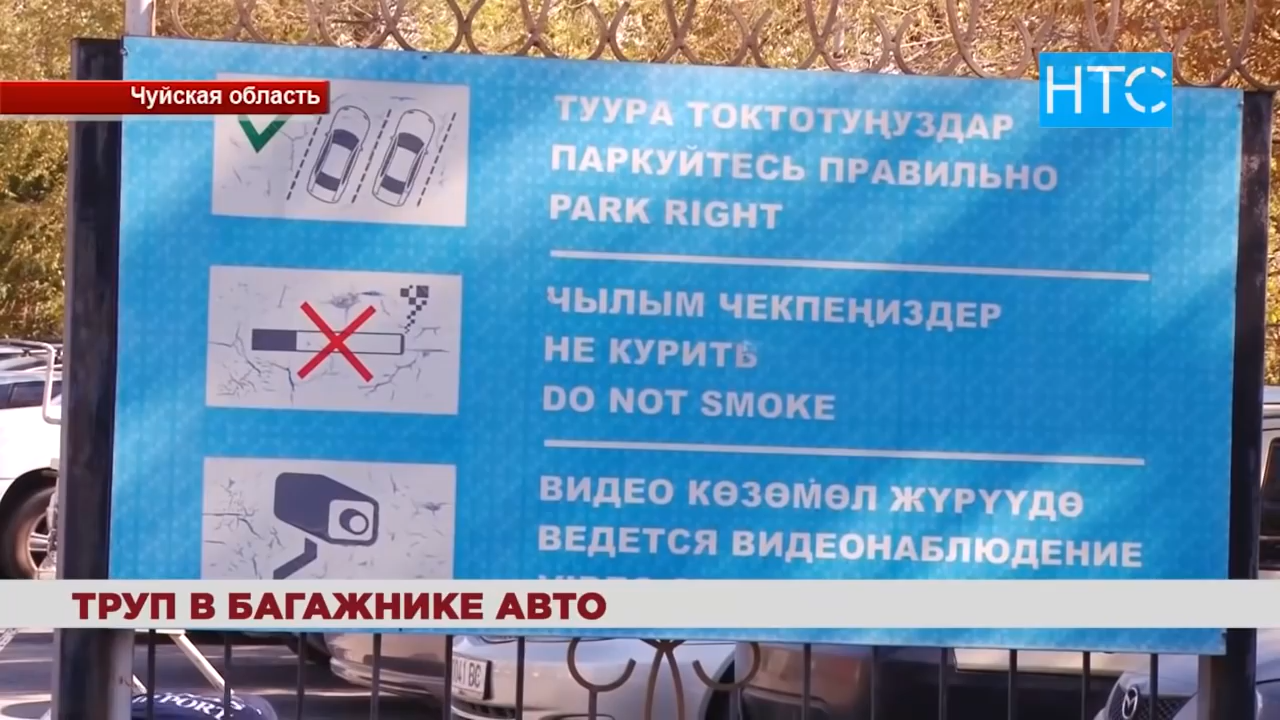 Чуйская область
НТС
ТУУРА ТОКТОТУҢУЗДАР
ПАРКУЙТЕСЬ ПРАВИЛЬНО
PARK RIGHT
ЧЫЛЫМ ЧЕКПЕҢИЗДЕР
НЕ КУРИТЬ
DO NOT SMOKE
ВИДЕО КӨЗӨМӨЛ ЖҮРҮҮДӨ
ВЕДЕТСЯ ВИДЕОНАБЛЮДЕНИЕ
ТРУП В БАГАЖНИКЕ АВТО